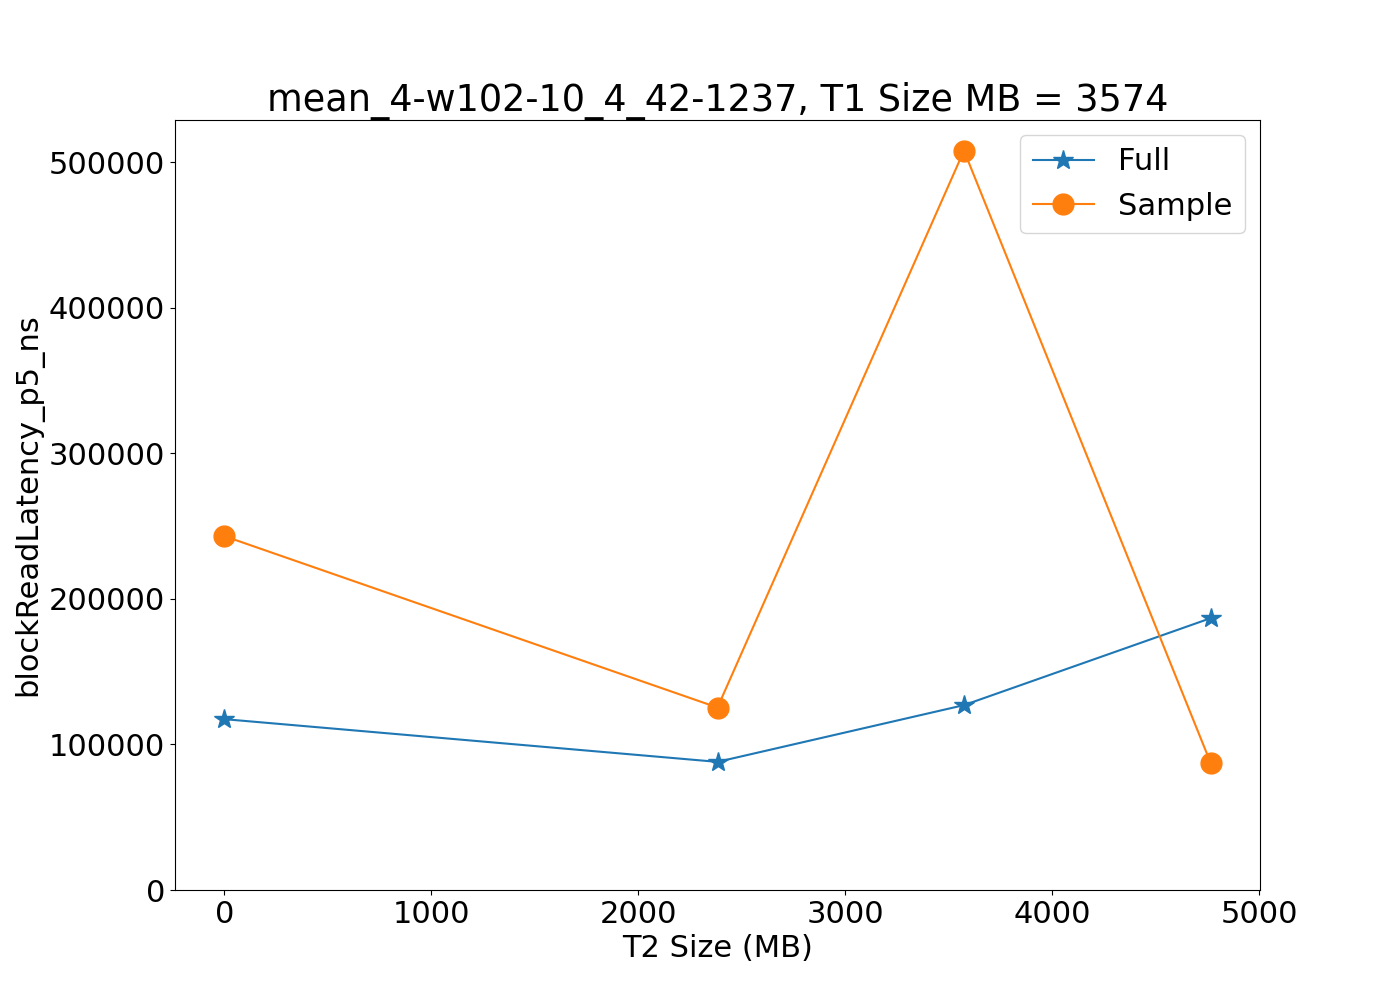 mean_4-w102-10_4_42-1237, T1 Size MB = 3574
Full
Sample
blockReadLatency_p5_ns
500000
400000
300000
200000
100000
0
0 1000 2000 3000 4000 5000
T2 Size (MB)